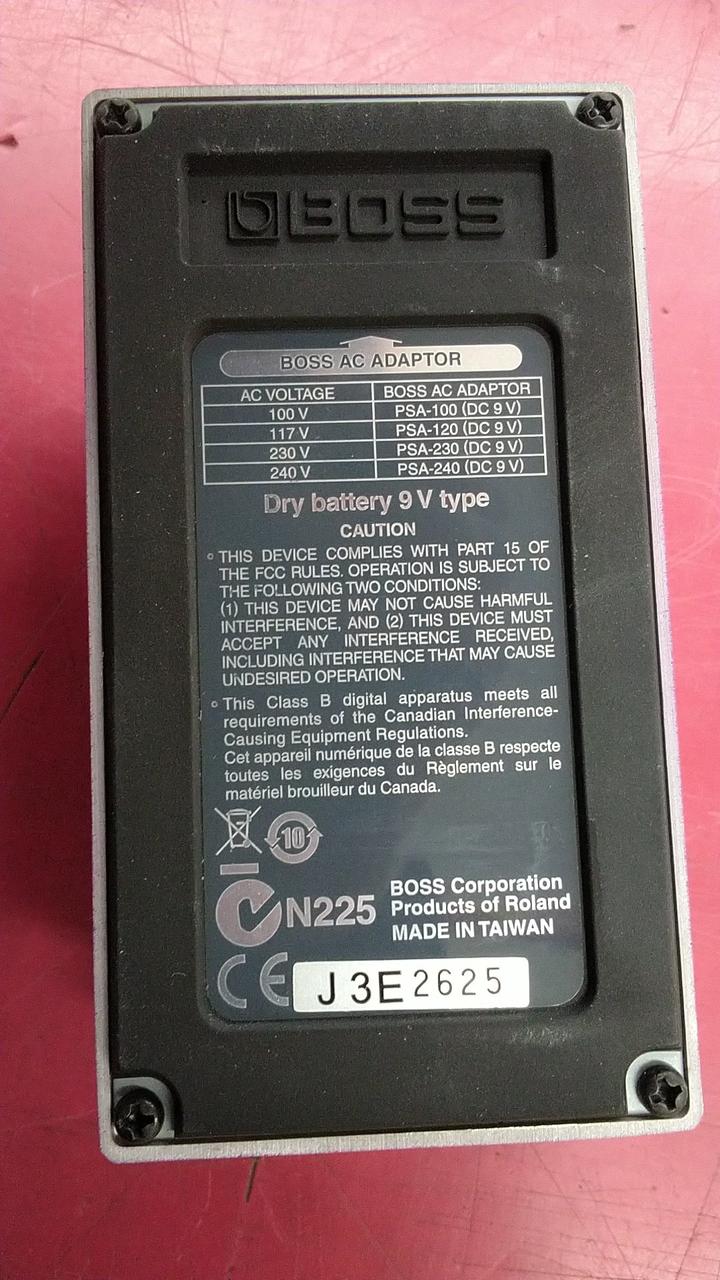 BOSS
BOSS AC ADAPTOR
AC VOLTAGE BOSS AC ADAPTOR
100 V PSA-100 (DC 9 V)
117 V PSA-120 (DC 9 V)
230 V PSA-230 (DC 9 V)
240 V PSA-240 (DC 9 V)
Dry battery 9 V type
CAUTION
THIS DEVICE COMPLIES WITH PART 15 OF
THE FCC RULES. OPERATION IS SUBJECT TO
THE FOLLOWING TWO CONDITIONS:
(1) THIS DEVICE MAY NOT CAUSE HARMFUL
INTERFERENCE, AND (2) THIS DEVICE MUST
ACCEPT ANY INTERFERENCE RECEIVED,
INCLUDING INTERFERENCE THAT MAY CAUSE
UNDESIRED OPERATION.
This Class B digital apparatus meets all
requirements of the Canadian Interference-
Causing Equipment Regulations.
Cet appareil numérique de la classe B respecte
toutes les exigences du Règlement sur le
matériel brouilleur du Canada.
10
N225
BOSS Corporation
Products of Roland
MADE IN TAIWAN
CE
J3E2625